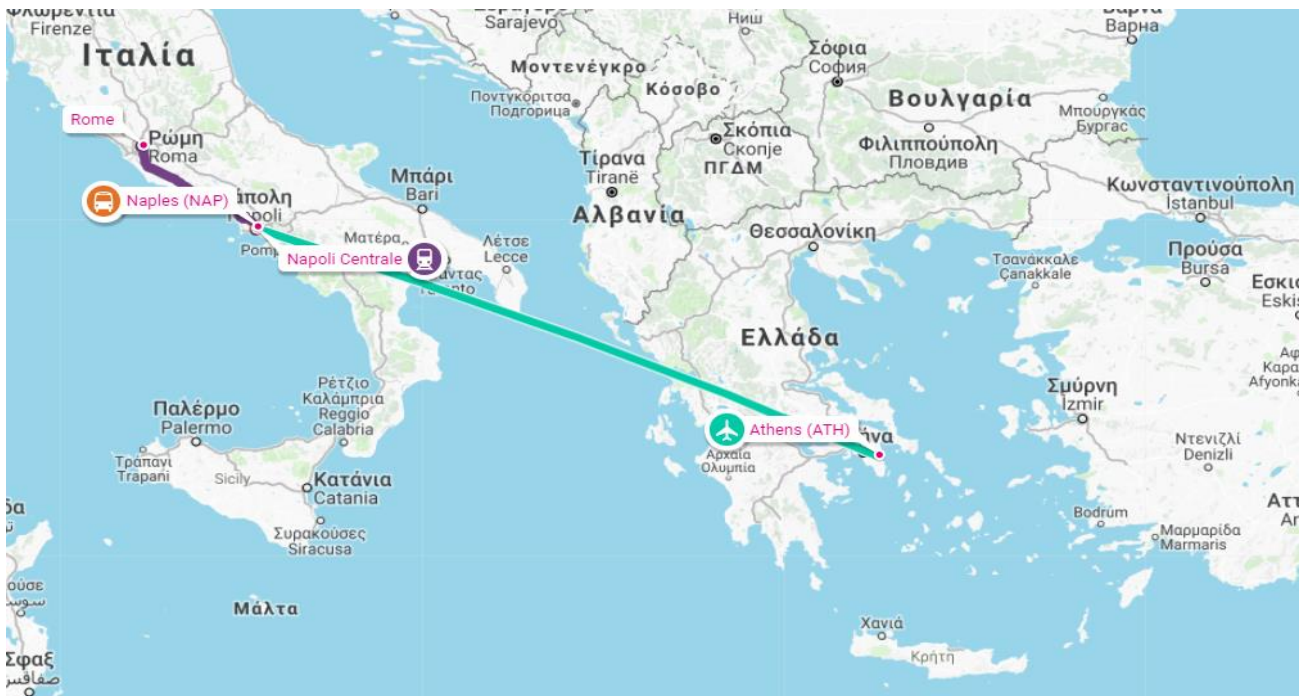 Firenze
Ιταλία
Rome
Ρώμη
Roma
Naples (NAP)
Napoli Centrale
Μπάρι
Bari
Ματέρα
Λέτσε
Lecce
Sarajevo
Ниш
Μοντενέγκρο
Ποντγκόριτσα
Подгорица
Κόσοβο
Σόφια
София
Βουλγαρία
Варна
Μπουργκάς
Бургас
Σκόπια
Скопје
ΠΓΔΜ
Φιλιππούπολη
Пловдив
Τίρανα
Tiranë
Αλβανία
Θεσσαλονίκη
Κωνσταντινούπολη
İstanbul
Τσανάκκαλε
Çanakkale
Προύσα
Bursa
Ελλάδα
Athens (ATH)
Αρχαία
Ολυμπία
Σμύρνη
İzmir
Ντενιζλί
Denizli
Bodrum
Μαρμαρίδα
Marmaris
Παλέρμο
Palermo
Τράπανι
Trapani
Sicily
Ρέτζιο
Καλάμπρια
Reggio
Calabria
Κατάνια
Catania
Συρακούσες
Siracusa
Μάλτα
Σφαξ
صفاقس
Χανιά
Κρήτη